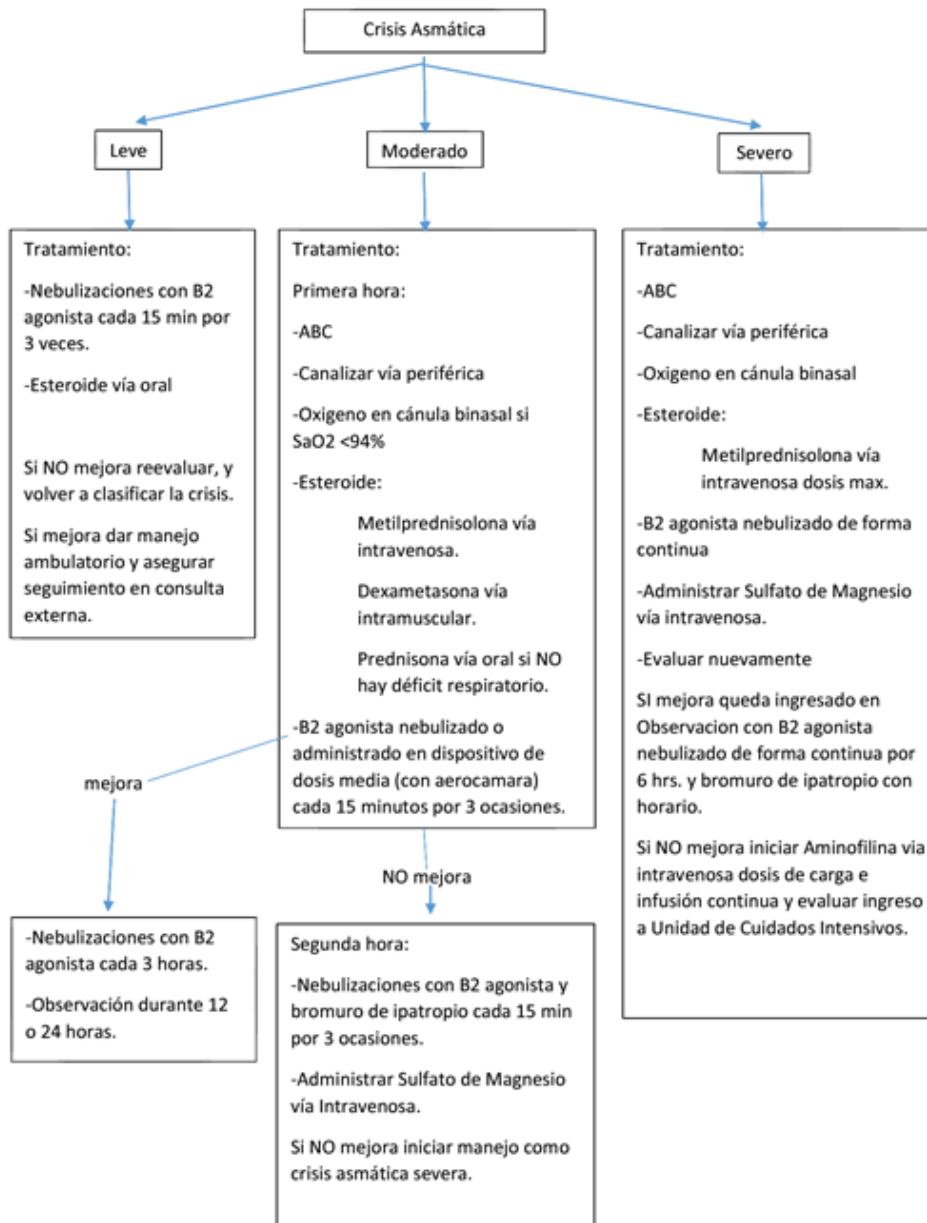 Crisis Asmática
Leve
Moderado
Severo
Tratamiento:
-Nebulizaciones con B2
agonista cada 15 min por
3 veces.
-Esteroide vía oral
Si NO mejora reevaluar, y
volver a clasificar la crisis.
Si mejora dar manejo
ambulatorio y asegurar
seguimiento en consulta
externa.
Tratamiento:
Primera hora:
-ABC
-Canalizar vía periférica
-Oxigeno en cánula binasal si
SaO2 <94%
-Esteroide:
Metilprednisolona vía
intravenosa.
Dexametasona vía
intramuscular.
Prednisona vía oral si NO
hay déficit respiratorio.
-B2 agonista nebulizado o
administrado en dispositivo de
dosis media (con aerocamara)
cada 15 minutos por 3 ocasiones.
Tratamiento:
-ABC
-Canalizar vía periférica
-Oxigeno en cánula binasal
-Esteroide:
Metilprednisolona vía
intravenosa dosis max.
-B2 agonista nebulizado de forma
continua
-Administrar Sulfato de Magnesio
vía intravenosa.
-Evaluar nuevamente
SI mejora queda ingresado en
Observacion con B2 agonista
nebulizado de forma continua por
6 hrs. y bromuro de ipatropio con
horario.
Si NO mejora iniciar Aminofilina via
intravenosa dosis de carga e
infusión continua y evaluar ingreso
a Unidad de Cuidados Intensivos.
mejora
NO mejora
-Nebulizaciones con B2
agonista cada 3 horas.
-Observación durante 12
o 24 horas.
Segunda hora:
-Nebulizaciones con B2 agonista y
bromuro de ipatropio cada 15 min
por 3 ocasiones.
-Administrar Sulfato de Magnesio
vía Intravenosa.
Si NO mejora iniciar manejo como
crisis asmática severa.